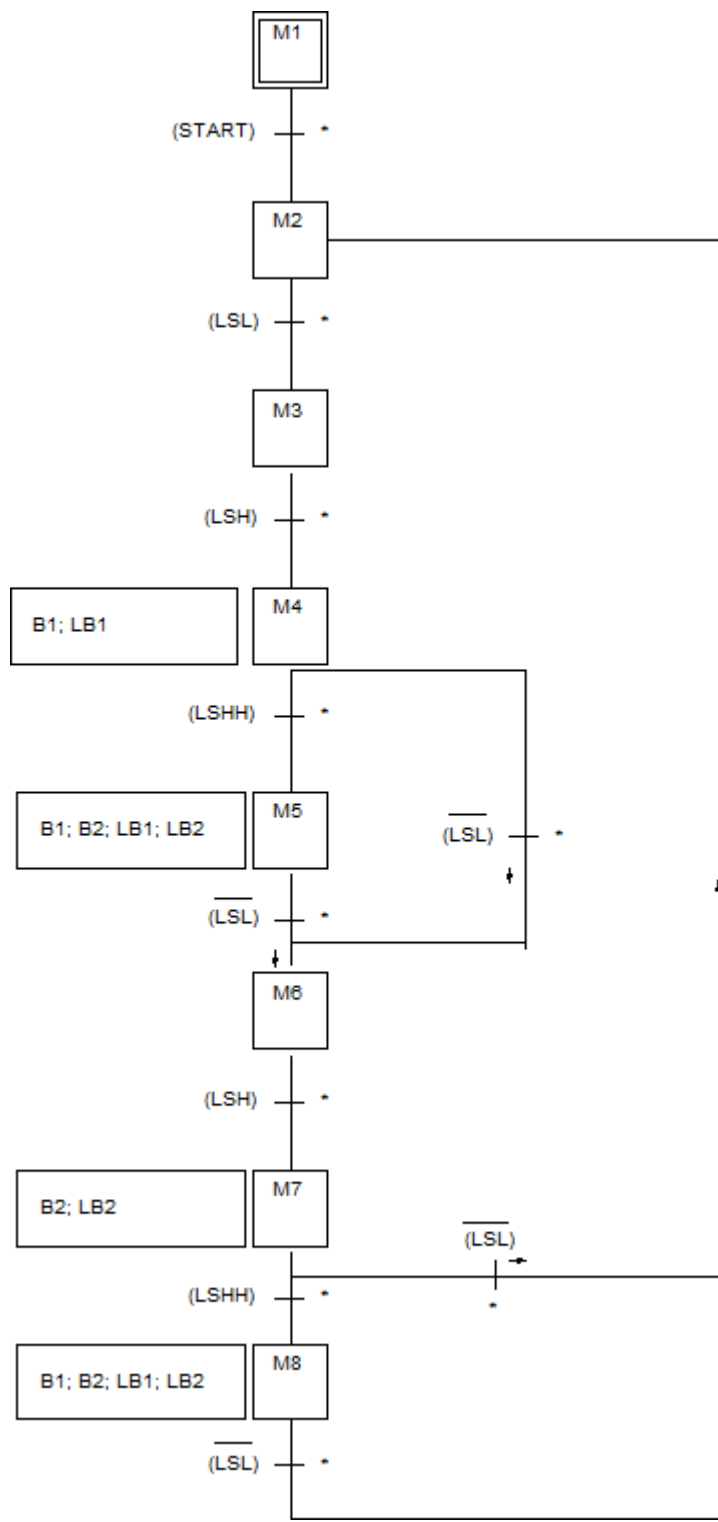 M1
(START) *
M2
(LSL) *
M3
(LSH) *
B1; LB1
M4
(LSHH) *
B1; B2; LB1; LB2
M5
(LSL) *
(LSL) *
M6
(LSH) *
B2; LB2
M7
(LSL)
*
(LSHH) *
B1; B2; LB1; LB2
M8
(LSL) *